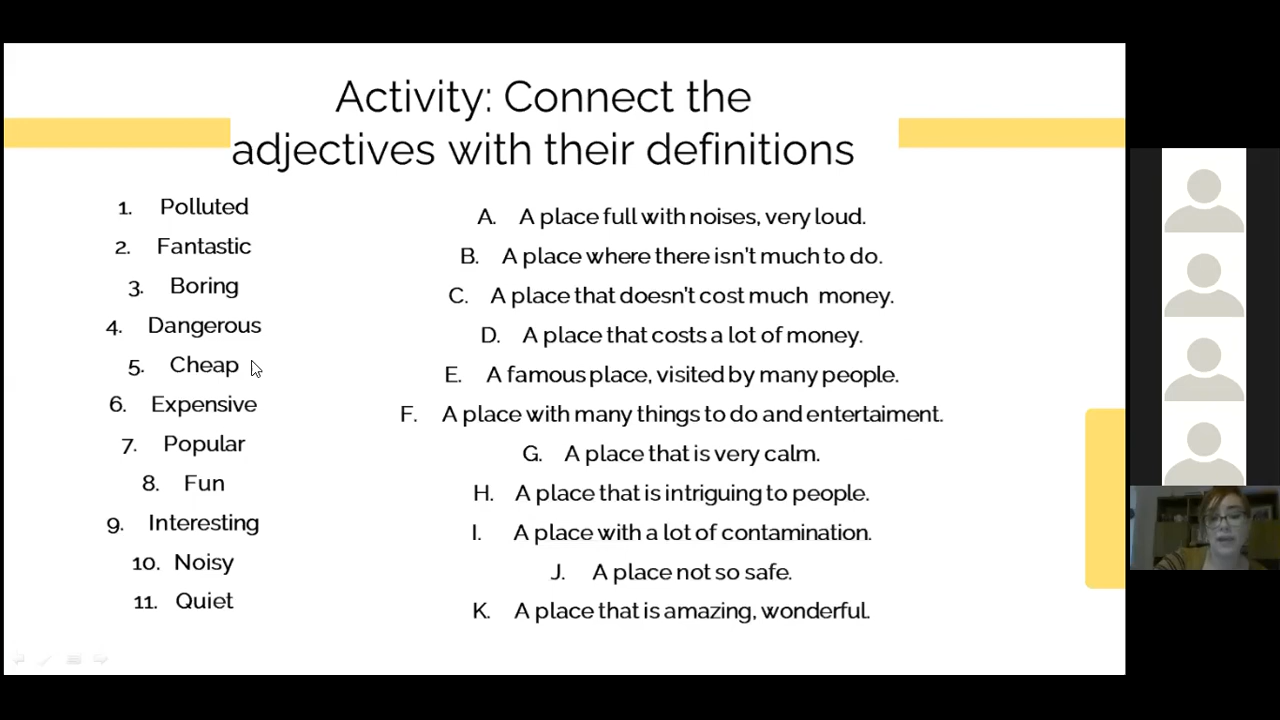 Activity: Connect the
adjectives with their definitions
1. Polluted
2. Fantastic
3. Boring
4. Dangerous
5. Cheap
6. Expensive
7. Popular
8. Fun
9. Interesting
10. Noisy
11. Quiet
A. A place full with noises, very loud.
B. A place where there isn't much to do.
C. A place that doesn't cost much money.
D. A place that costs a lot of money.
E. A famous place, visited by many people.
F. A place with many things to do and entertaiment.
G. A place that is very calm.
H. A place that is intriguing to people.
I. A place with a lot of contamination.
J. A place not so safe.
K. A place that is amazing, wonderful.